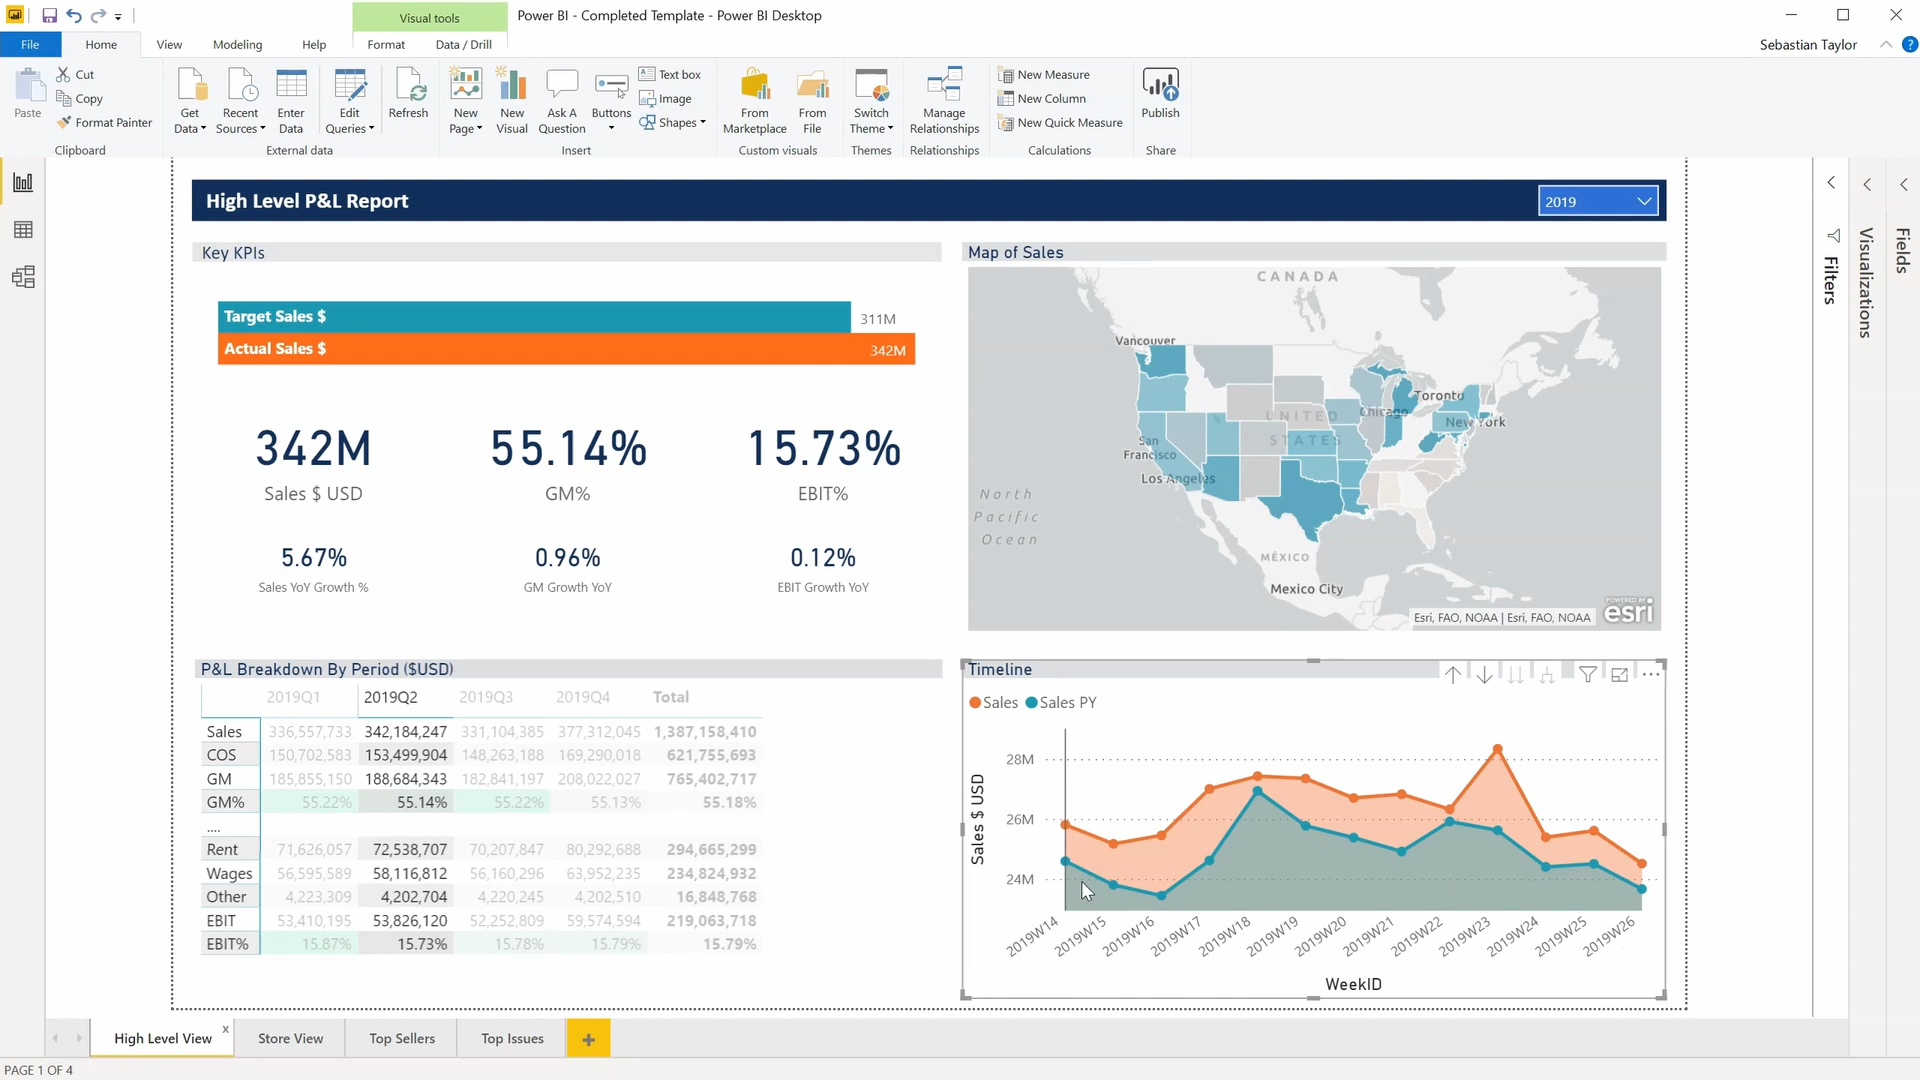 Visual tools
Power BI - Completed Template - Power BI Desktop
File
Home
View
Modeling
Help
Format
Data / Drill
Sebastian Taylor
?
Paste
Cut
Copy
Format Painter
Clipboard
Get Data
Recent Sources
Enter Data
Edit Queries
External data
Refresh
New Page
New Visual
Ask A Question
Buttons
Text box
Image
Shapes
Insert
From Marketplace
From File
Custom visuals
Switch Theme
Themes
Manage Relationships
Relationships
New Measure
New Column
New Quick Measure
Calculations
Publish
Share
High Level P&L Report
2019
Key KPIs
Target Sales $
311M
Actual Sales $
342M
342M
55.14%
15.73%
Sales $ USD
GM%
EBIT%
5.67%
0.96%
0.12%
Sales YoY Growth %
GM Growth YoY
EBIT Growth YoY
Map of Sales
CANADA
Vancouver
Toronto
Chicago
UNITED
STATES
New York
San
Francisco
Los Angeles
North
Pacific
Ocean
MÉXICO
Mexico City
Esri, FAO, NOAA | Esri, FAO, NOAA
POWERED BY
esri
Filters
Visualizations
Fields
P&L Breakdown By Period ($USD)
2019Q1 2019Q2 2019Q3 2019Q4 Total
Sales 336,557,733 342,184,247 331,104,385 377,312,045 1,387,158,410
COS 150,702,583 153,499,904 148,263,188 169,290,018 621,755,693
GM 185,855,150 188,684,343 182,841,197 208,022,027 765,402,717
GM% 55.22% 55.14% 55.22% 55.13% 55.18%
....
Rent 71,626,057 72,538,707 70,207,847 80,292,688 294,665,299
Wages 56,595,589 58,116,812 56,160,296 63,952,235 234,824,932
Other 4,223,309 4,202,704 4,220,245 4,202,510 16,848,768
EBIT 53,410,195 53,826,120 52,252,809 59,574,594 219,063,718
EBIT% 15.87% 15.73% 15.78% 15.79% 15.79%
Timeline
Sales Sales PY
Sales $ USD
28M
26M
24M
2019W14 2019W15 2019W16 2019W17 2019W18 2019W19 2019W20 2019W21 2019W22 2019W23 2019W24 2019W25 2019W26
WeekID
High Level View
x
Store View
Top Sellers
Top Issues
+
PAGE 1 OF 4